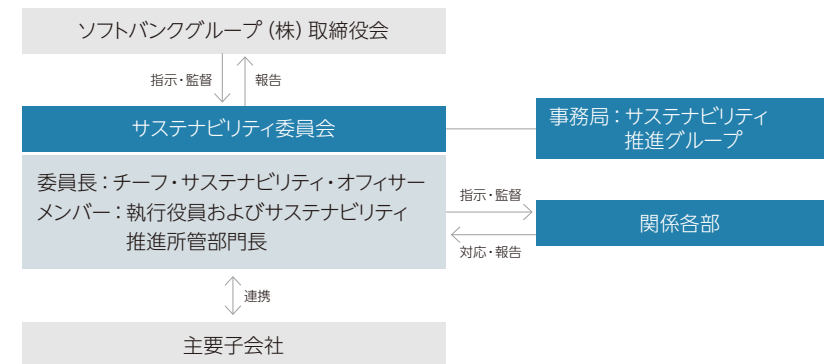 ソフトバンクグループ (株) 取締役会
指示・監督
報告
サステナビリティ委員会
事務局：サステナビリティ
推進グループ
委員長：チーフ・サステナビリティ・オフィサー
メンバー：執行役員およびサステナビリティ
推進所管部門長
指示・監督
関係各部
対応・報告
連携
主要子会社